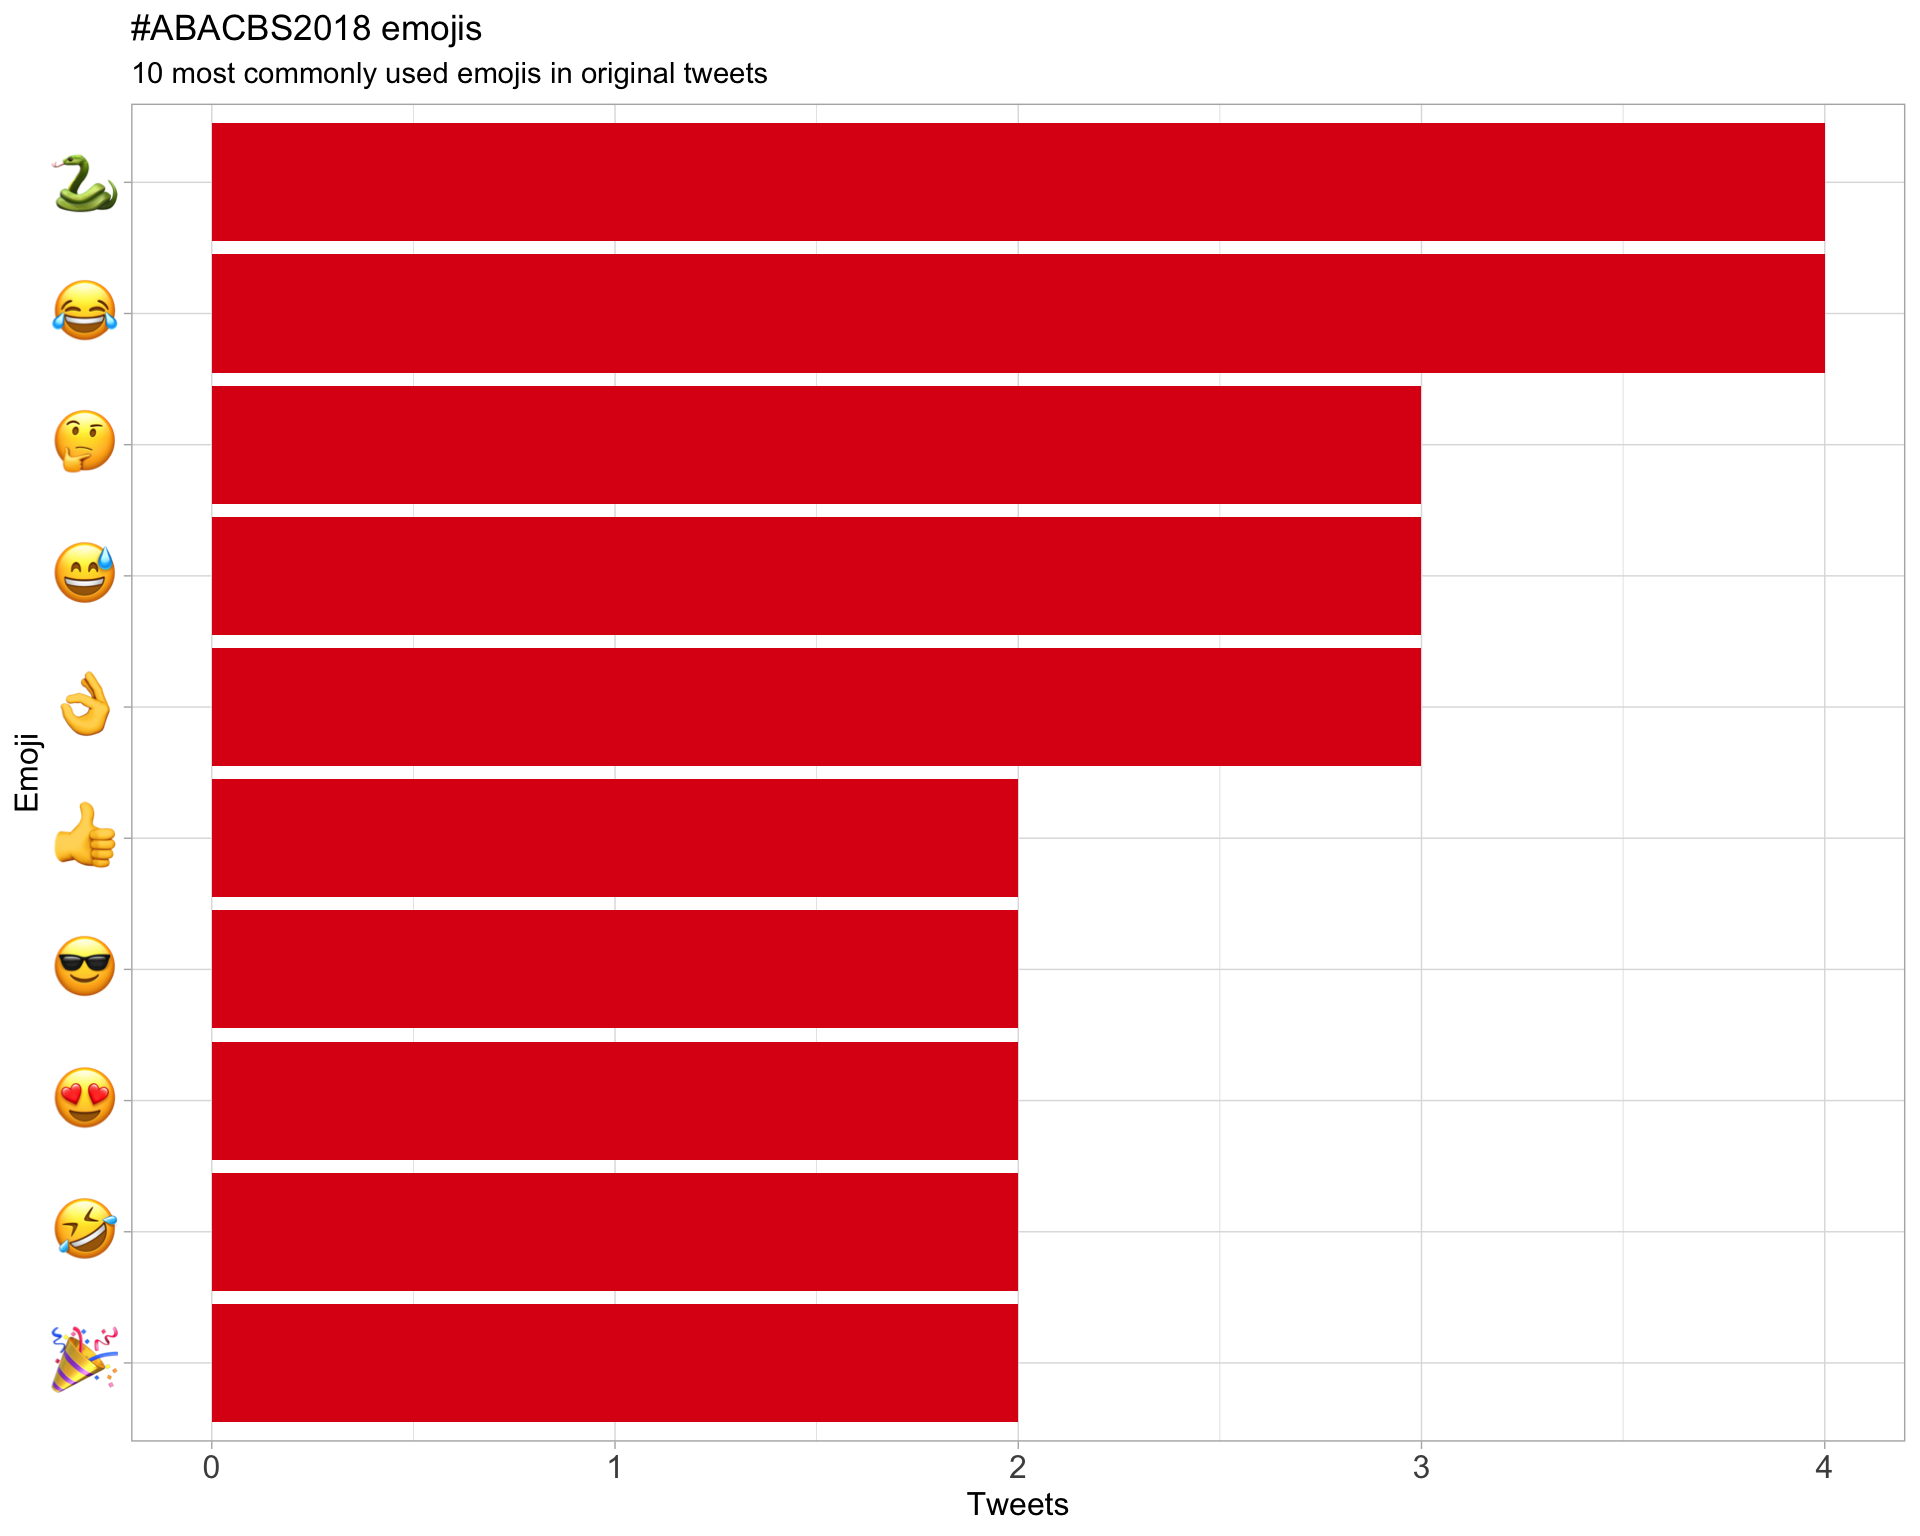 #ABACBS2018 emojis
10 most commonly used emojis in original tweets
Emoji
0 1 2 3 4
Tweets